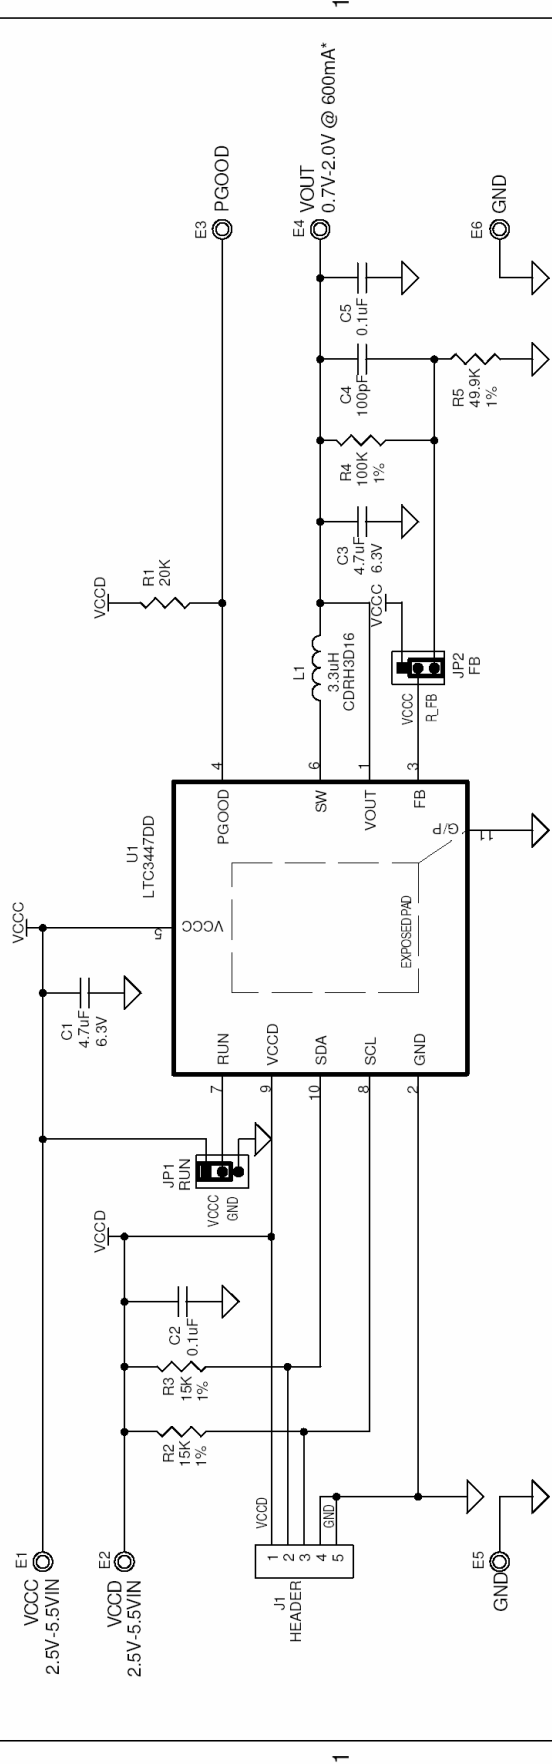 1
E1
VCCC
2.5V-5.5VIN
E2
VCCD
2.5V-5.5VIN
J1
HEADER
1
2
3
4
5
VCCD
GND
E5
GND
R2
15K
1%
R3
15K
1%
C2
0.1uF
VCCD
JP1
RUN
VCCC
GND
C1
4.7uF
6.3V
VCCC
7
9
10
8
2
RUN
VCCD
SDA
SCL
GND
5
VCCC
U1
LTC3447DD
EXPOSED PAD
G/P
11
PGOOD
SW
VOUT
FB
4
6
1
3
VCCC
R_FB
JP2
FB
VCCC
L1
3.3uH
CDRH3D16
VCCD
R1
20K
C3
4.7uF
6.3V
R4
100K
1%
C4
100pF
R5
49.9K
1%
C5
0.1uF
E3
PGOOD
E4
VOUT
0.7V-2.0V @ 600mA*
E6
GND
1